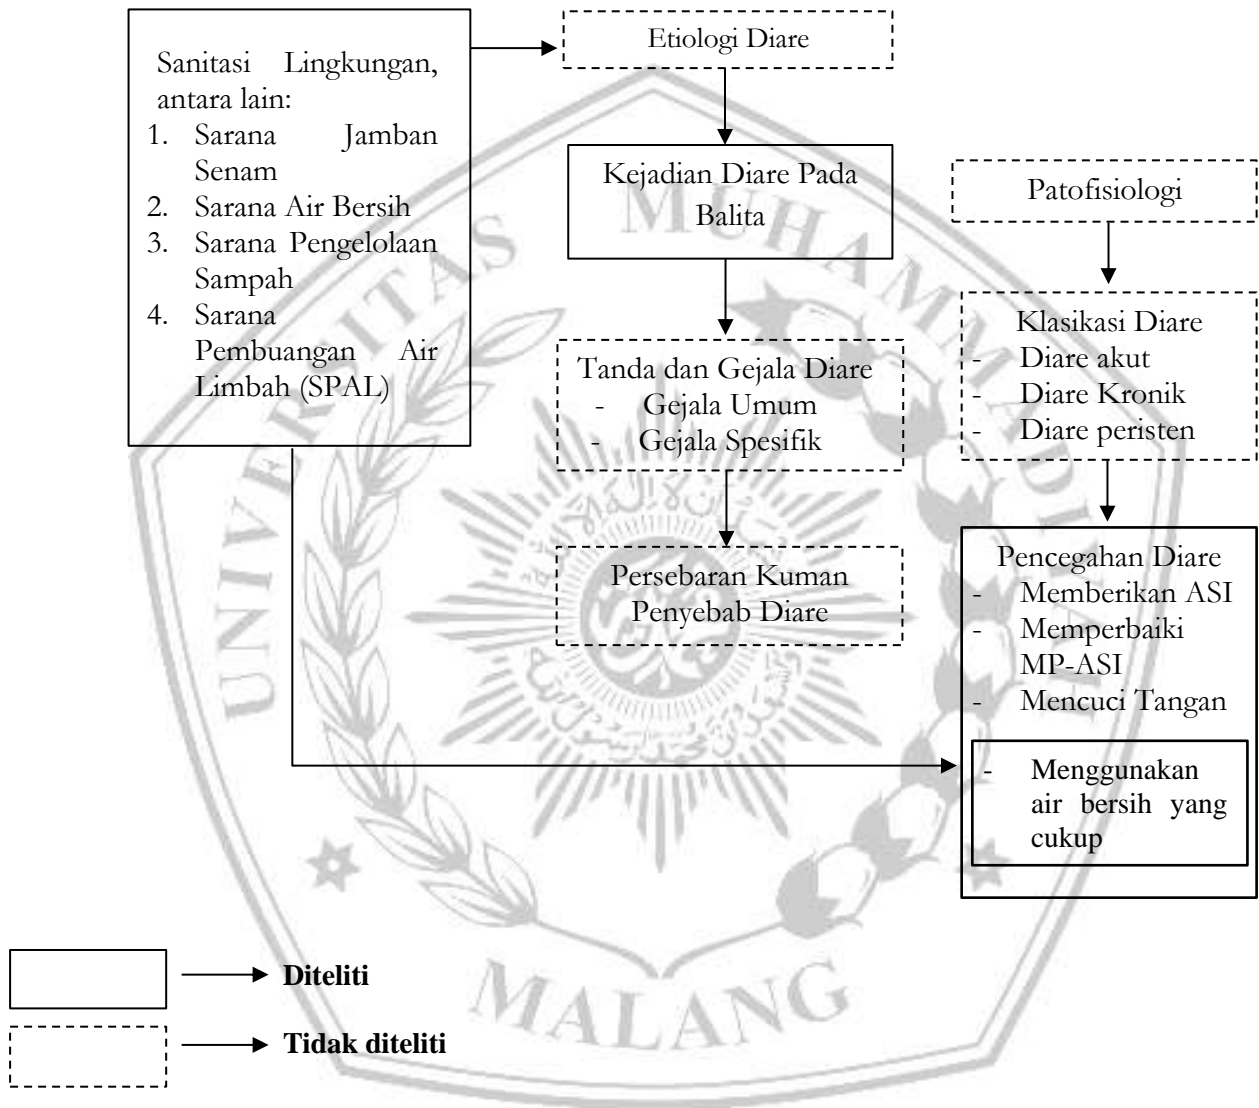 Sanitasi Lingkungan,
antara lain:
1. Sarana Jamban
Senam
2. Sarana Air Bersih
3. Sarana Pengelolaan
Sampah
4. Sarana
Pembuangan Air
Limbah (SPAL)
Etiologi Diare
Kejadian Diare Pada
Balita
Tanda dan Gejala Diare
- Gejala Umum
- Gejala Spesifik
Persebaran Kuman
Penyebab Diare
Patofisiologi
Klasikasi Diare
- Diare akut
- Diare Kronik
- Diare peristen
Pencegahan Diare
- Memberikan ASI
- Memperbaiki
MP-ASI
- Mencuci Tangan
- Menggunakan
air bersih yang
cukup
Diteliti
Tidak diteliti
UNIVERSITAS MUHAMMADIYAH
MALANG